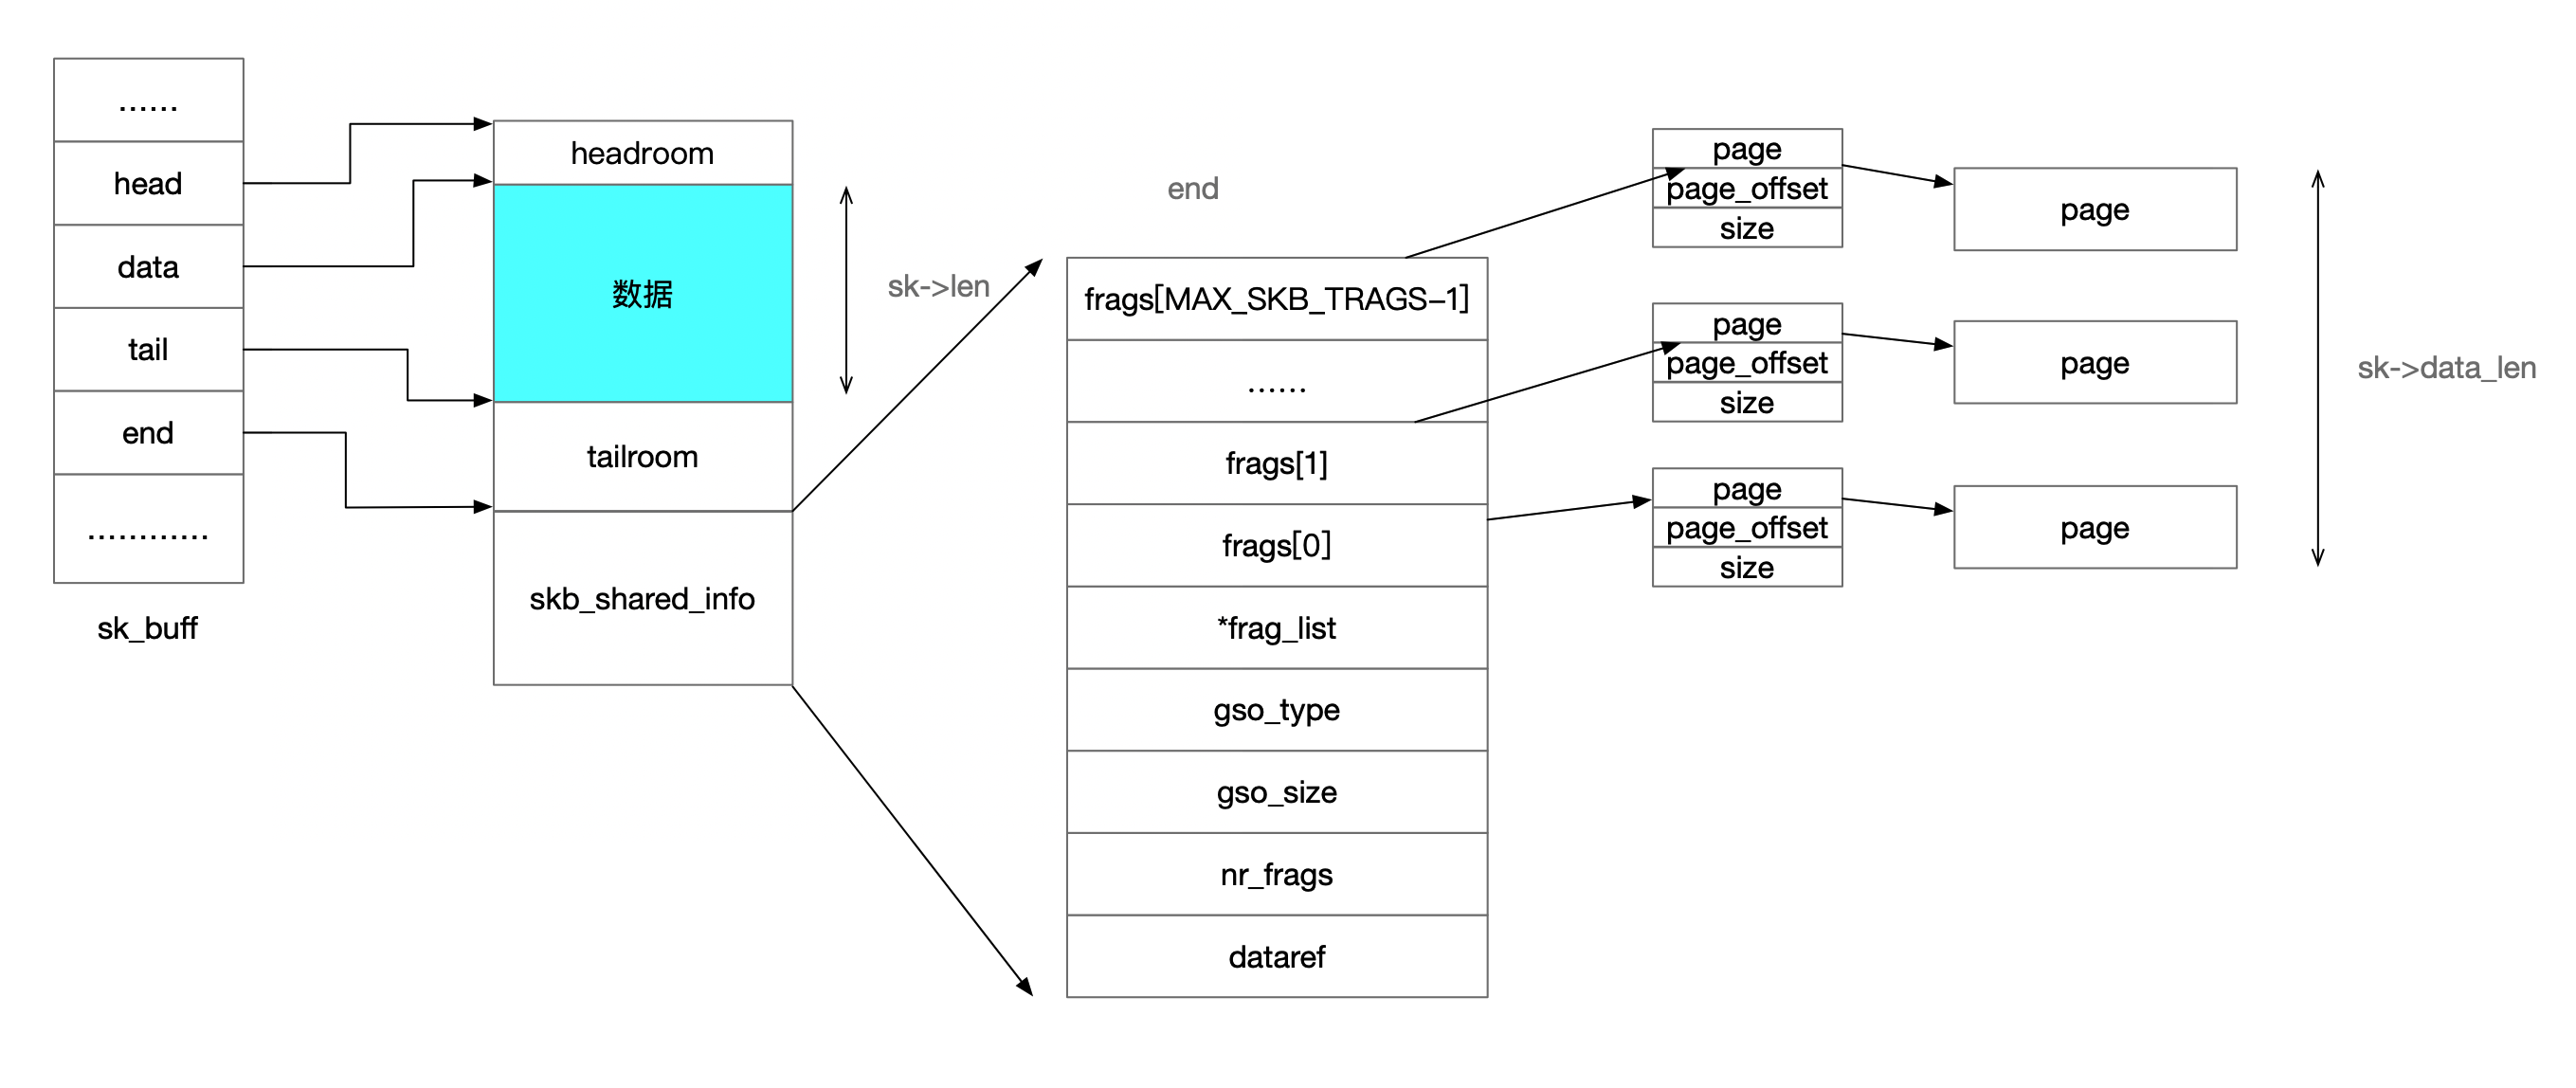 ......
head
data
tail
end
............
sk_buff
headroom
数据
tailroom
skb_shared_info
sk->len
end
frags[MAX_SKB_TRAGS-1]
......
frags[1]
frags[0]
*frag_list
gso_type
gso_size
nr_frags
dataref
page
page_offset
size
page
page_offset
size
page
page_offset
size
page
page
page
sk->data_len